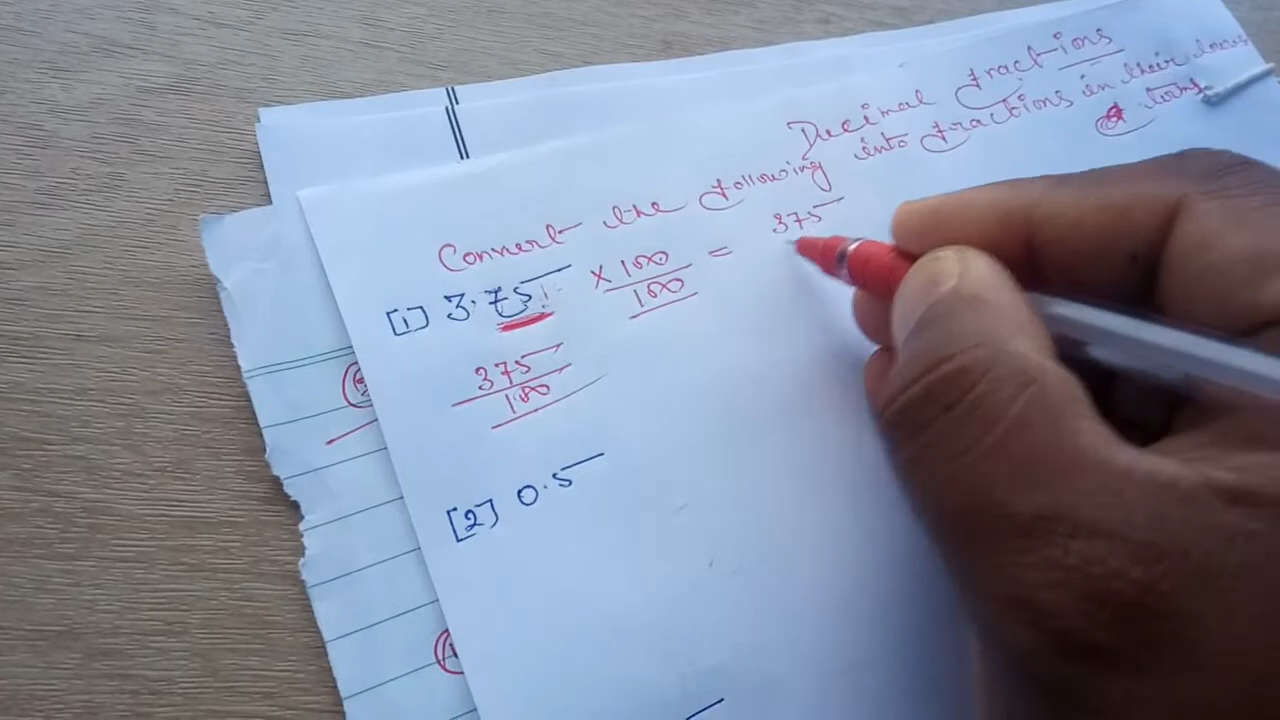 Decimal fractions
Convert the following into fractions in their lowest
terms
[1] 3.75 × 100/100 = 375
375/100
[2] 0.5